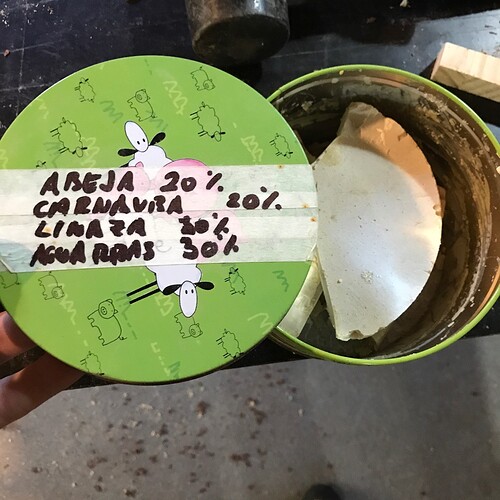 ABEJA 20%
CARNAUBA 20%
LINAZA 30%
AGUARRAS 30%